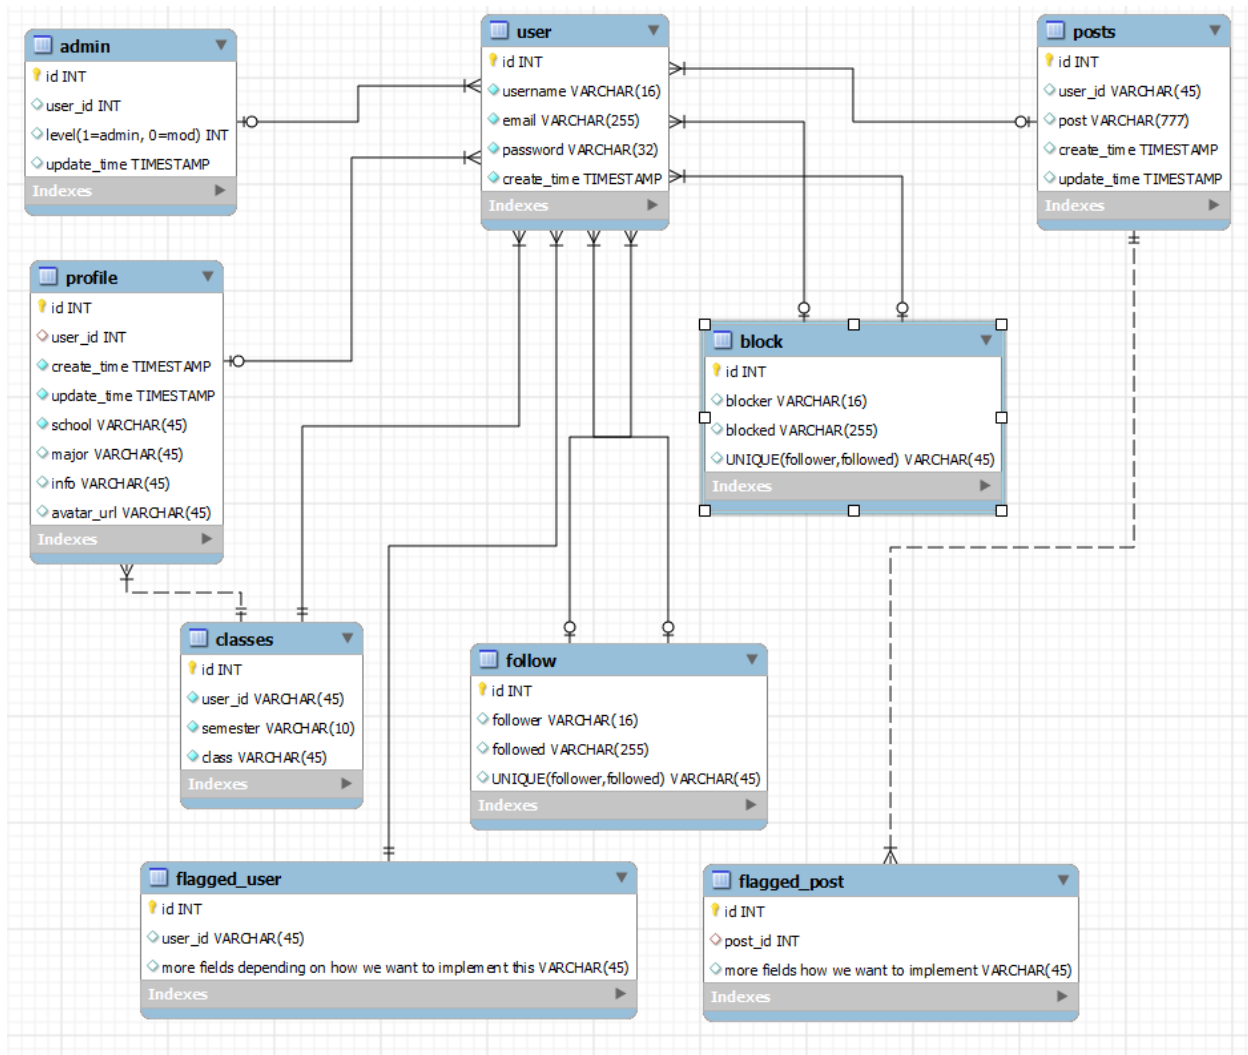 admin
id INT
user_id INT
level(1=admin, 0=mod) INT
update_time TIMESTAMP
Indexes
user
id INT
username VARCHAR(16)
email VARCHAR(255)
password VARCHAR(32)
create_time TIMESTAMP
Indexes
posts
id INT
user_id VARCHAR(45)
post VARCHAR(777)
create_time TIMESTAMP
update_time TIMESTAMP
Indexes
profile
id INT
user_id INT
create_time TIMESTAMP
update_time TIMESTAMP
school VARCHAR(45)
major VARCHAR(45)
info VARCHAR(45)
avatar_url VARCHAR(45)
Indexes
block
id INT
blocker VARCHAR(16)
blocked VARCHAR(255)
UNIQUE(follower,followed) VARCHAR(45)
Indexes
classes
id INT
user_id VARCHAR(45)
semester VARCHAR(10)
class VARCHAR(45)
Indexes
follow
id INT
follower VARCHAR(16)
followed VARCHAR(255)
UNIQUE(follower,followed) VARCHAR(45)
Indexes
flagged_user
id INT
user_id VARCHAR(45)
more fields depending on how we want to implement this VARCHAR(45)
Indexes
flagged_post
id INT
post_id INT
more fields how we want to implement VARCHAR(45)
Indexes